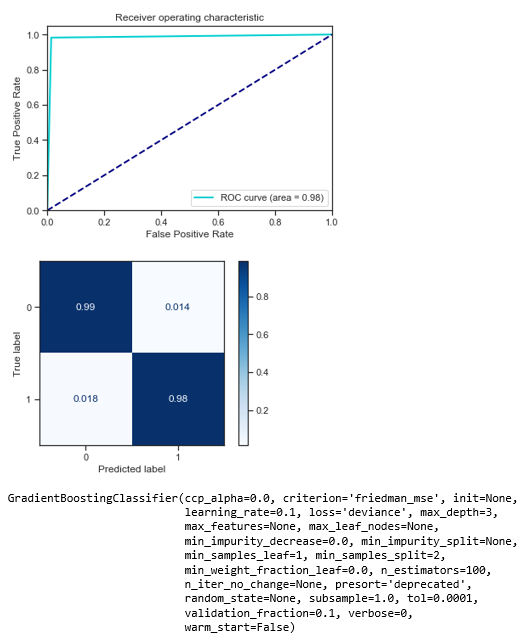 Receiver operating characteristic
1.0
0.8
0.6
0.4
0.2
0.0
True Positive Rate
ROC curve (area = 0.98)
0.0 0.2 0.4 0.6 0.8 1.0
False Positive Rate
0.99 0.014
0.018 0.98
0
1
True label
0 1
Predicted label
0.8
0.6
0.4
0.2
GradientBoostingClassifier(ccp_alpha=0.0, criterion='friedman_mse', init=None,
learning_rate=0.1, loss='deviance', max_depth=3,
max_features=None, max_leaf_nodes=None,
min_impurity_decrease=0.0, min_impurity_split=None,
min_samples_leaf=1, min_samples_split=2,
min_weight_fraction_leaf=0.0, n_estimators=100,
n_iter_no_change=None, presort='deprecated',
random_state=None, subsample=1.0, tol=0.0001,
validation_fraction=0.1, verbose=0,
warm_start=False)